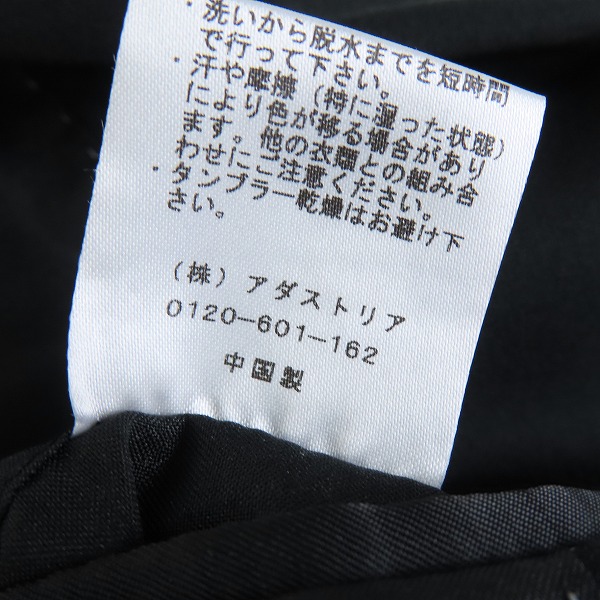 ・洗いから脱水までを短時間
で行って下さい。
・汗や摩擦(特に湿った状態)
により色が移る場合があり
ます。他の衣類との組み合
わせにご注意ください。
・タンブラー乾燥はお避け下
さい。
(株)アダストリア
0120-601-162
中国製